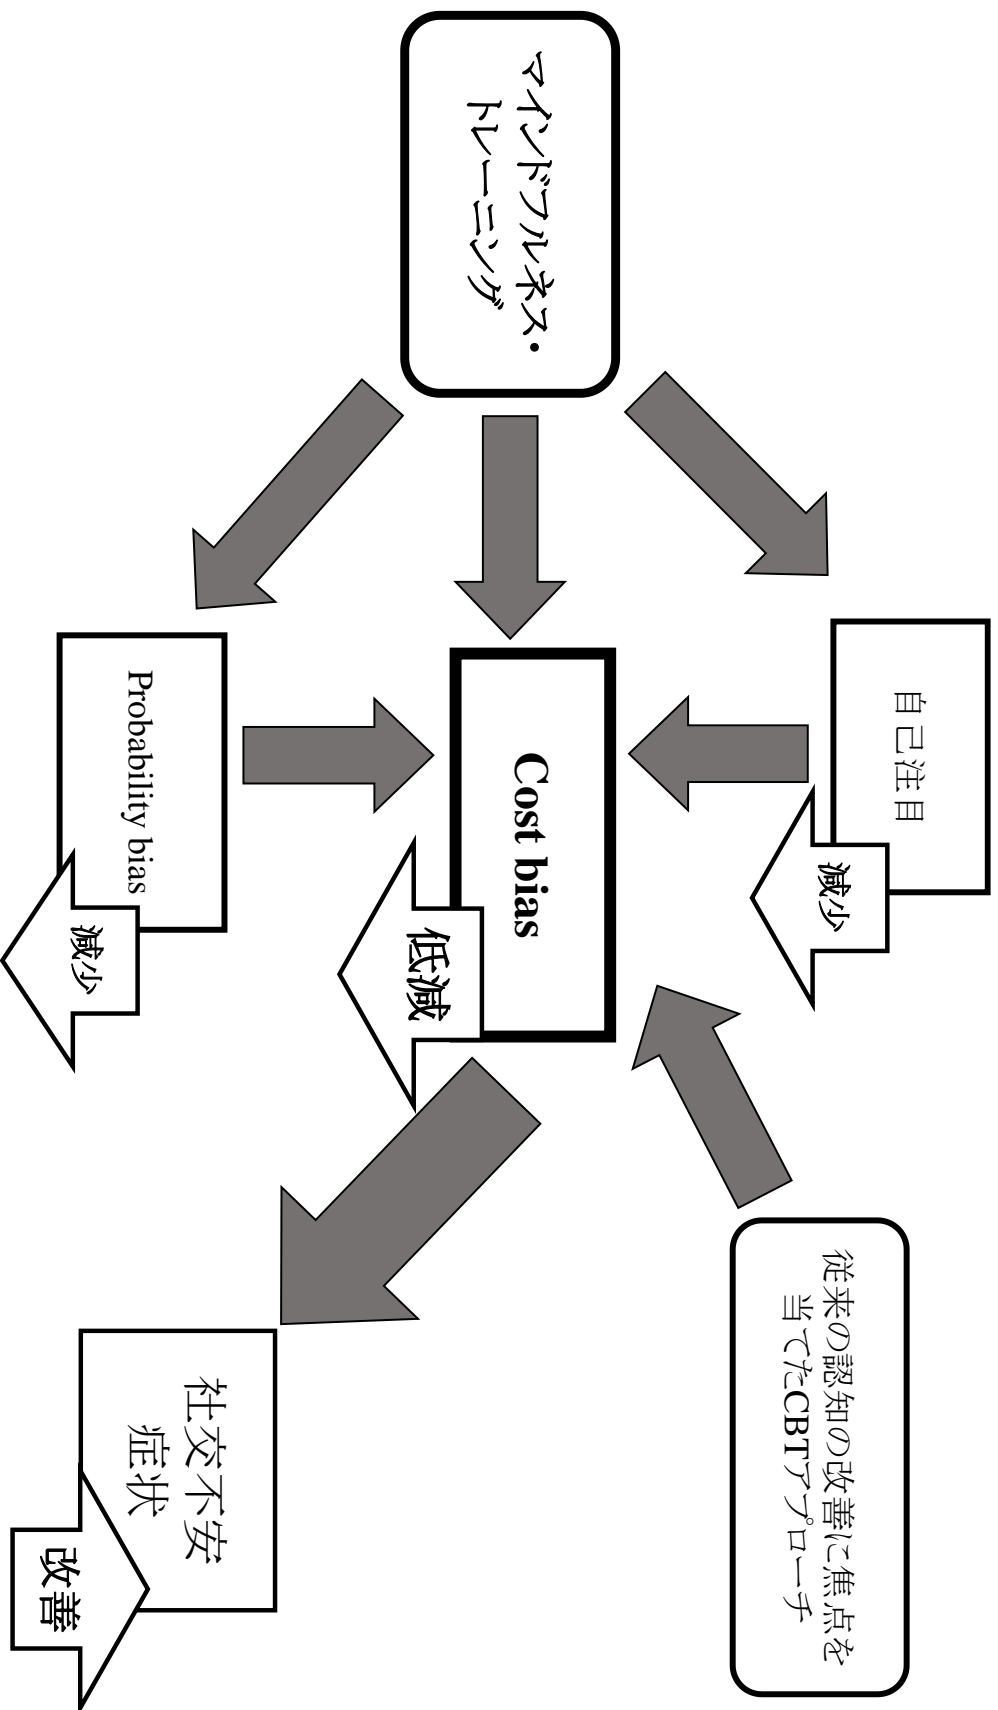 マインドフルネス・
トレーニング
自己注目
減少
Cost bias
低減
Probability bias
減少
従来の認知の改善に焦点を
当てたCBTアプローチ
社交不安
症状
改善